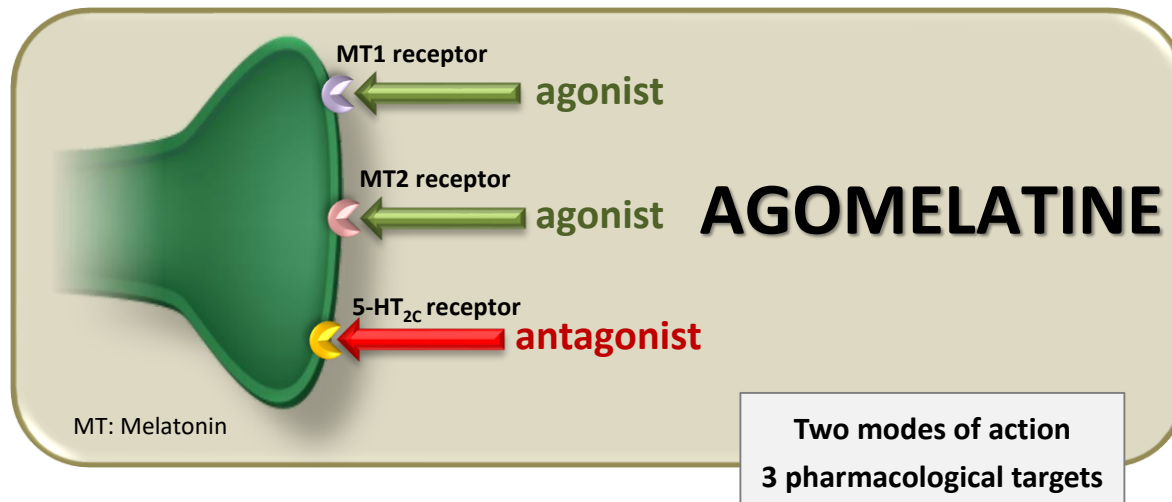 MT1 receptor
agonist
MT2 receptor
agonist
AGOMELATINE
5-HT2C receptor
antagonist
MT: Melatonin
Two modes of action
3 pharmacological targets